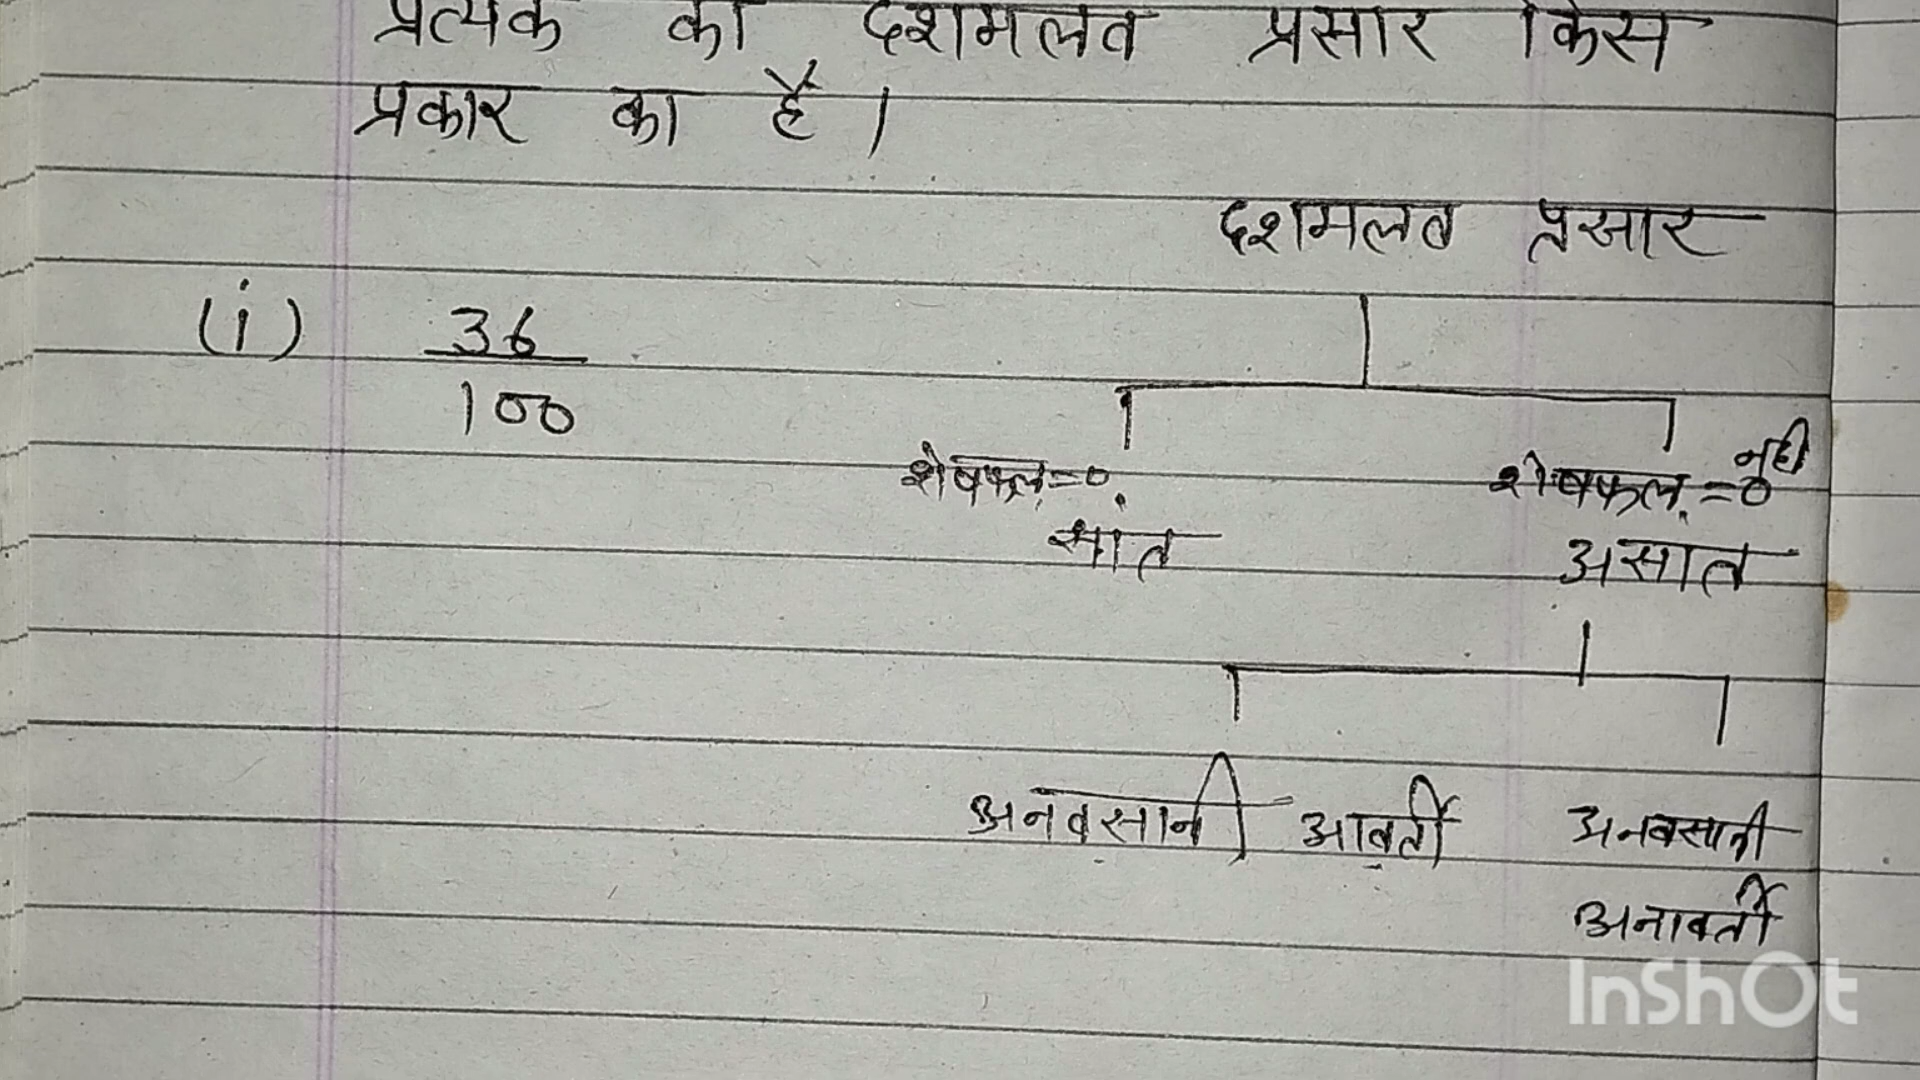 प्रत्येक का दशमलव प्रसार किस
प्रकार का है ।
दशमलव प्रसार
(i) 36
100
शेषफल = 0
सांत
शेषफल = 0 नही
असांत
अनवसानी आवर्ती
अनवसानी
अनावर्ती
InShOt